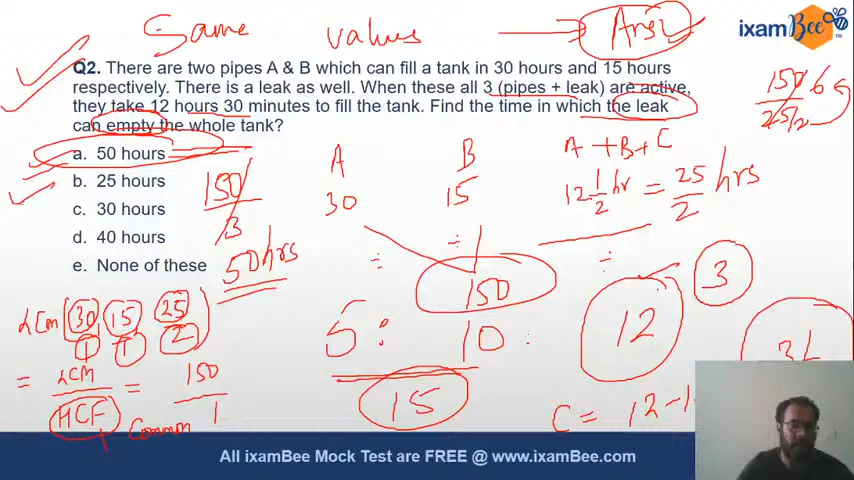 Same values Ans2
ixamBee
Q2. There are two pipes A & B which can fill a tank in 30 hours and 15 hours
respectively. There is a leak as well. When these all 3 (pipes + leak) are active,
they take 12 hours 30 minutes to fill the tank. Find the time in which the leak
can empty the whole tank?
a. 50 hours
b. 25 hours
c. 30 hours
d. 40 hours
e. None of these
150 6
25/2
A B A + B + C
30 15 12 1/2 hr = 25/2 hrs
150/3
50hrs
÷ ÷ ÷
150
3
5 : 10 : 12
15
LCM (30/1 15/1 25/2)
= LCM/HCF = 150/1
Common
C = 12 -
All ixamBee Mock Test are FREE @ www.ixamBee.com